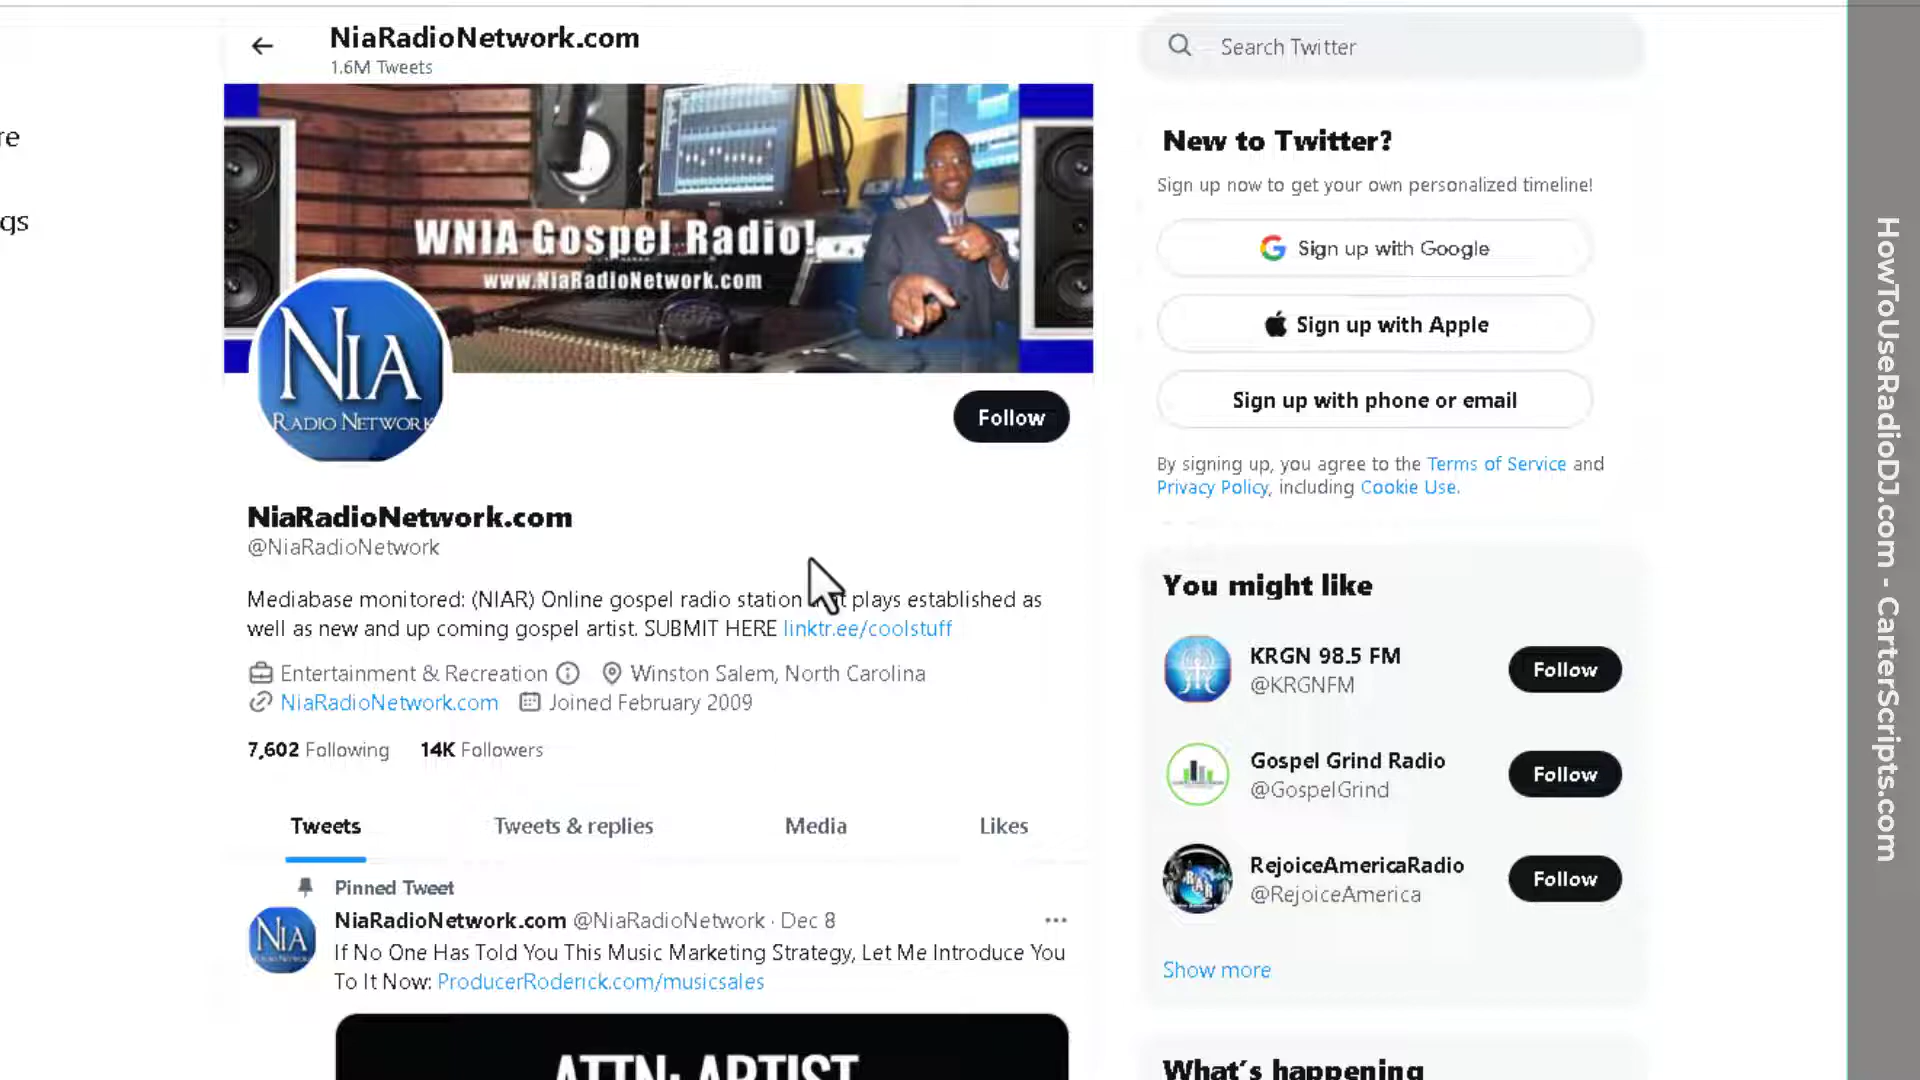 NiaRadioNetwork.com
1.6M Tweets
re
gs
WNIA Gospel Radio!
www.NiaRadioNetwork.com
NIA
RADIO NETWORK
Follow
NiaRadioNetwork.com
@NiaRadioNetwork
Mediabase monitored: (NIAR) Online gospel radio station plays established as
well as new and up coming gospel artist. SUBMIT HERE linktr.ee/coolstuff
Entertainment & Recreation
Winston Salem, North Carolina
NiaRadioNetwork.com
Joined February 2009
7,602 Following 14K Followers
Tweets Tweets & replies Media Likes
Pinned Tweet
NIA
NiaRadioNetwork.com @NiaRadioNetwork · Dec 8
If No One Has Told You This Music Marketing Strategy, Let Me Introduce You
To It Now: ProducerRoderick.com/musicsales
ATTN: ARTIST
Search Twitter
New to Twitter?
Sign up now to get your own personalized timeline!
Sign up with Google
Sign up with Apple
Sign up with phone or email
By signing up, you agree to the Terms of Service and
Privacy Policy, including Cookie Use.
You might like
KRGN 98.5 FM
@KRGNFM
Follow
Gospel Grind Radio
@GospelGrind
Follow
RejoiceAmericaRadio
@RejoiceAmerica
Follow
Show more
What's happening
HowToUseRadioDJ.com - CarterScripts.com